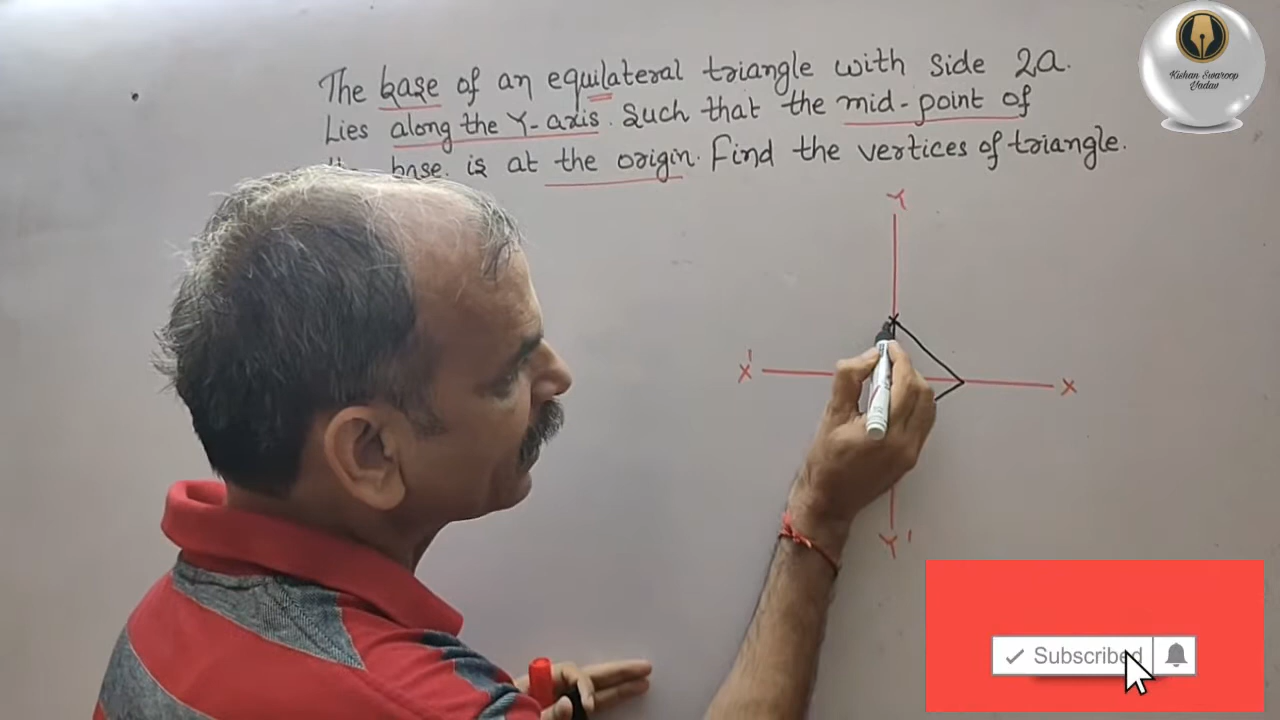 The base of an equilateral triangle with side 2a.
Lies along the Y-axis. Such that the mid-point of
base is at the origin. Find the vertices of triangle.
Kishan Swaroop
Yadav
Y
X'
X
Y'
Subscribed